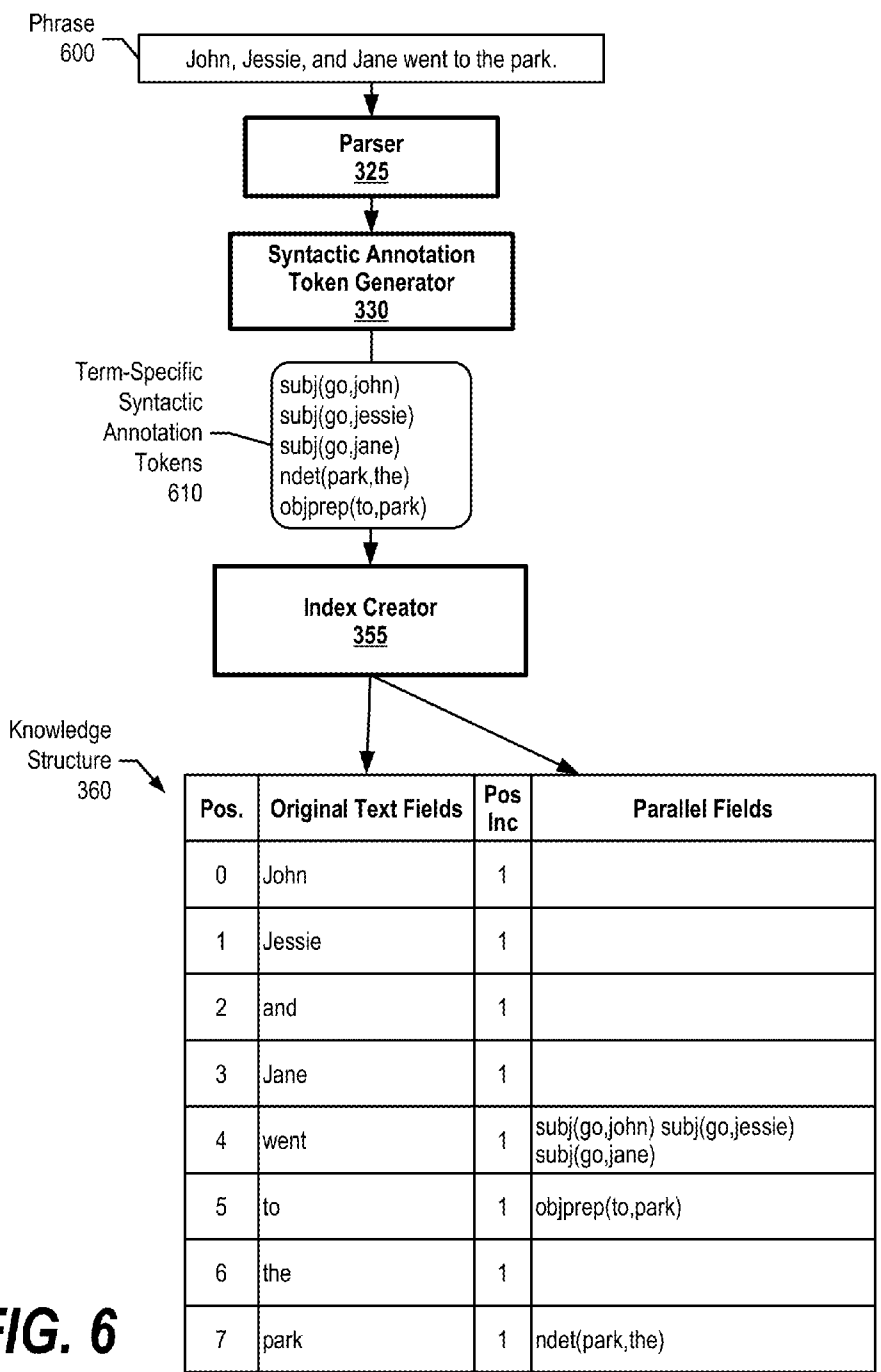 Phrase
600
John, Jessie, and Jane went to the park.
Parser
325
Syntactic Annotation
Token Generator
330
Term-Specific
Syntactic
Annotation
Tokens
610
subj(go,john)
subj(go,jessie)
subj(go,jane)
ndet(park,the)
objprep(to,park)
Index Creator
355
Knowledge
Structure
360
Pos. Original Text Fields Pos Inc Parallel Fields
0 John 1
1 Jessie 1
2 and 1
3 Jane 1
4 went 1 subj(go,john) subj(go,jessie)
subj(go,jane)
5 to 1 objprep(to,park)
6 the 1
7 park 1 ndet(park,the)
FIG. 6